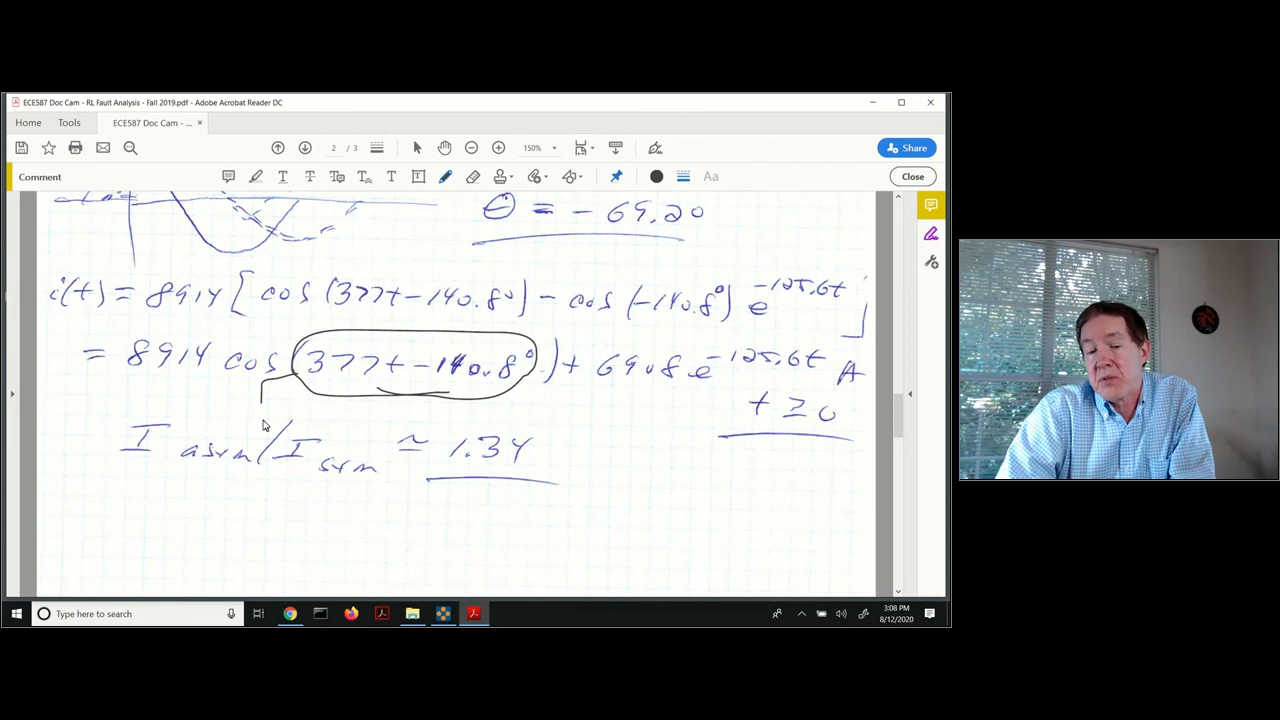 ECE587 Doc Cam - RL Fault Analysis - Fall 2019.pdf - Adobe Acrobat Reader DC
Home Tools ECE587 Doc Cam - ... ×
2 / 3 150% Share
Comment Aa Close
θ = - 69.20
i(t) = 8914 [ cos (377t - 140.8°) - cos (-140.8°) e^-125.6t ]
= 8914 cos (377t - 140.8°) + 6908 e^-125.6t A
t ≥ 0
I asym / I sym ≃ 1.34
Type here to search
3:08 PM
8/12/2020